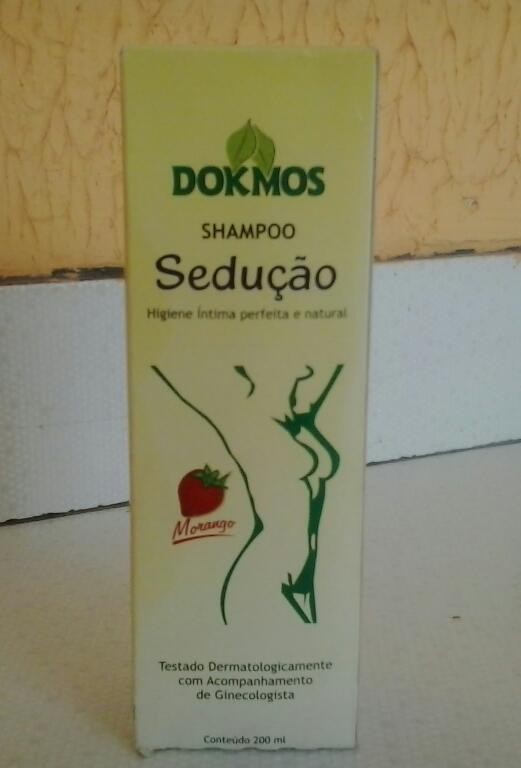 DOKMOS
SHAMPOO
Sedução
Higiene Íntima perfeita e natural
Morango
Testado Dermatologicamente
com Acompanhamento
de Ginecologista
Conteúdo 200 ml